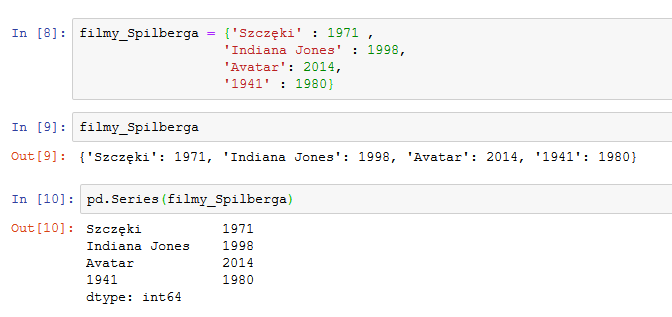 In [8]: filmy_Spilberga = {'Szczęki' : 1971 ,
'Indiana Jones' : 1998,
'Avatar': 2014,
'1941' : 1980}
In [9]: filmy_Spilberga
Out[9]: {'Szczęki': 1971, 'Indiana Jones': 1998, 'Avatar': 2014, '1941': 1980}
In [10]: pd.Series(filmy_Spilberga)
Out[10]: Szczęki 1971
Indiana Jones 1998
Avatar 2014
1941 1980
dtype: int64